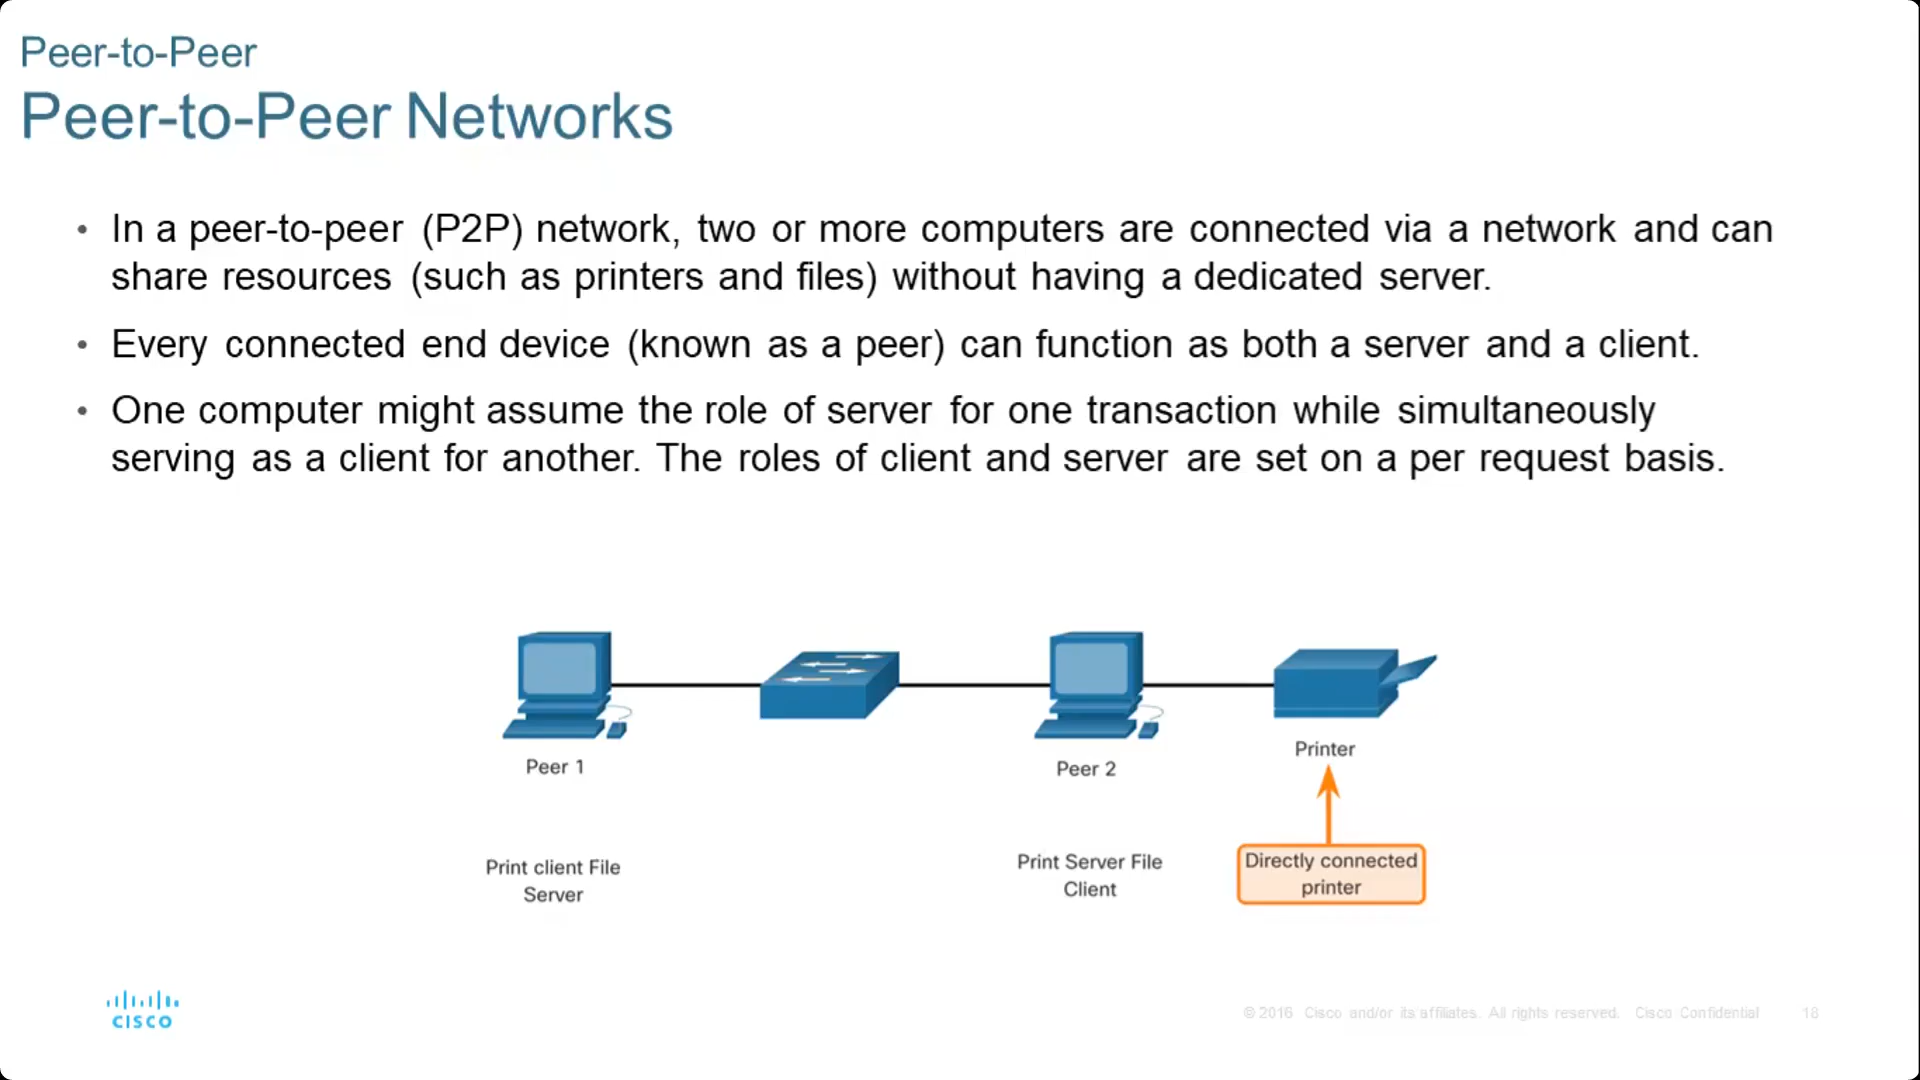 Peer-to-Peer
Peer-to-Peer Networks
• In a peer-to-peer (P2P) network, two or more computers are connected via a network and can
share resources (such as printers and files) without having a dedicated server.
• Every connected end device (known as a peer) can function as both a server and a client.
• One computer might assume the role of server for one transaction while simultaneously
serving as a client for another. The roles of client and server are set on a per request basis.
Peer 1
Peer 2
Printer
Print client File
Server
Print Server File
Client
Directly connected
printer
CISCO
© 2016 Cisco and/or its affiliates. All rights reserved. Cisco Confidential 18